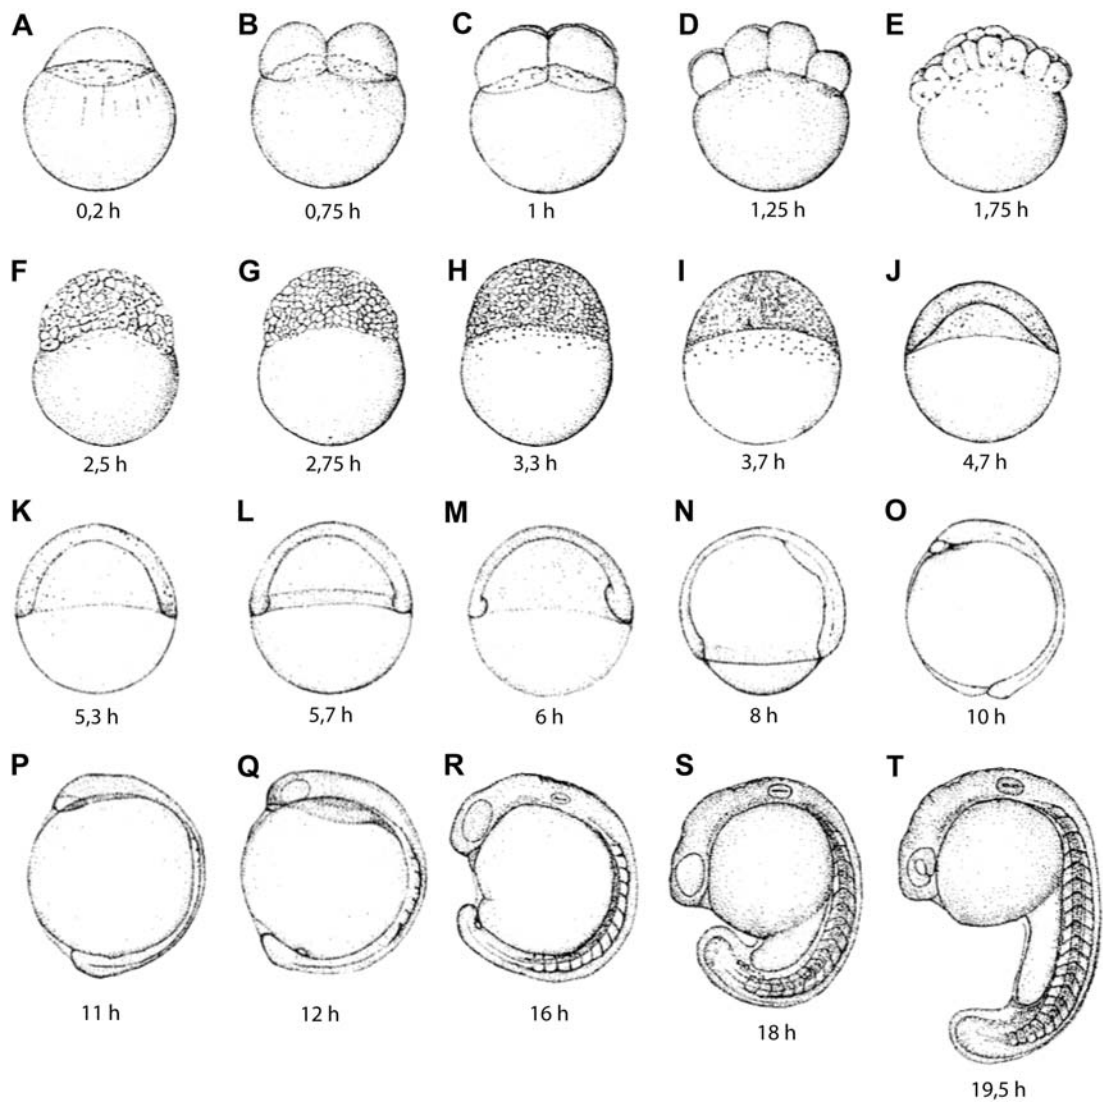 A B C D E
0,2 h 0,75 h 1 h 1,25 h 1,75 h
F G H I J
2,5 h 2,75 h 3,3 h 3,7 h 4,7 h
K L M N O
5,3 h 5,7 h 6 h 8 h 10 h
P Q R S T
11 h 12 h 16 h 18 h 19,5 h